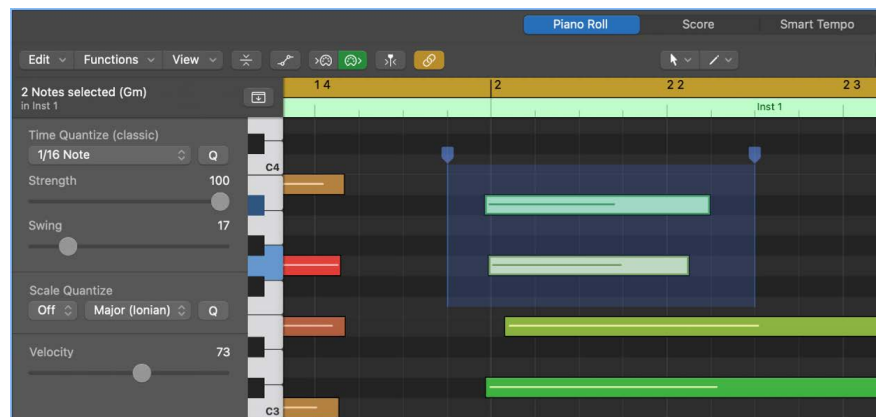 Piano Roll Score Smart Tempo
Edit Functions View
2 Notes selected (Gm)
in Inst 1
1 4 2 2 2 2 3
Inst 1
Time Quantize (classic)
1/16 Note Q
Strength 100
Swing 17
Scale Quantize
Off Major (Ionian) Q
Velocity 73
C4
C3